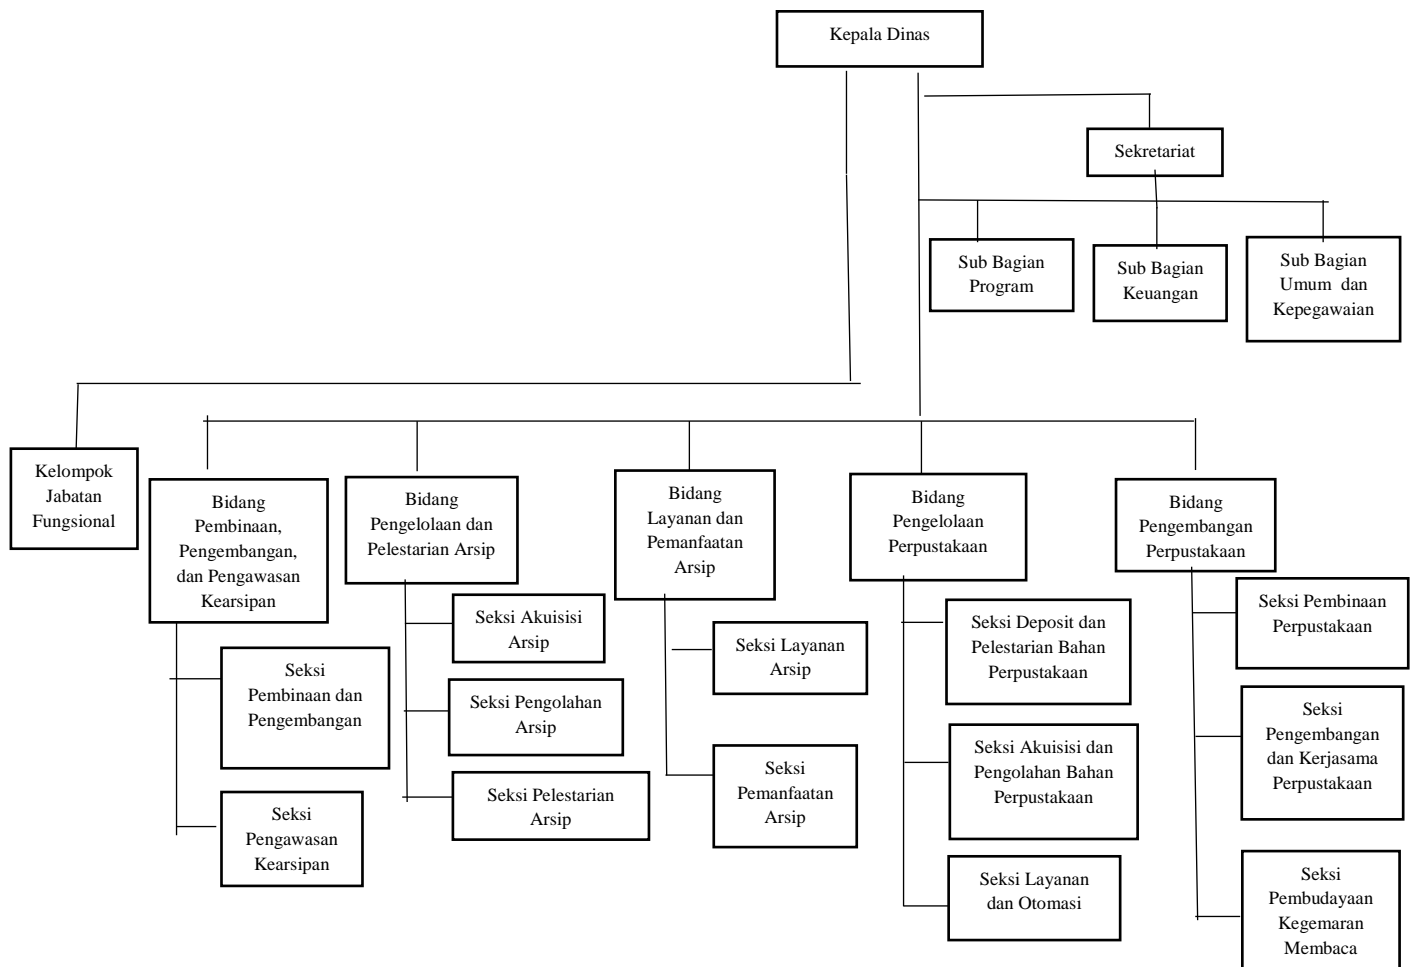 Kepala Dinas
Sekretariat
Sub Bagian
Program
Sub Bagian
Keuangan
Sub Bagian
Umum dan
Kepegawaian
Kelompok
Jabatan
Fungsional
Bidang
Pembinaan,
Pengembangan,
dan Pengawasan
Kearsipan
Seksi
Pembinaan dan
Pengembangan
Seksi
Pengawasan
Kearsipan
Bidang
Pengelolaan dan
Pelestarian Arsip
Seksi Akuisisi
Arsip
Seksi Pengolahan
Arsip
Seksi Pelestarian
Arsip
Bidang
Layanan dan
Pemanfaatan
Arsip
Seksi Layanan
Arsip
Seksi
Pemanfaatan
Arsip
Bidang
Pengelolaan
Perpustakaan
Seksi Deposit dan
Pelestarian Bahan
Perpustakaan
Seksi Akuisisi dan
Pengolahan Bahan
Perpustakaan
Seksi Layanan
dan Otomasi
Bidang
Pengembangan
Perpustakaan
Seksi Pembinaan
Perpustakaan
Seksi
Pengembangan
dan Kerjasama
Perpustakaan
Seksi
Pembudayaan
Kegemaran
Membaca